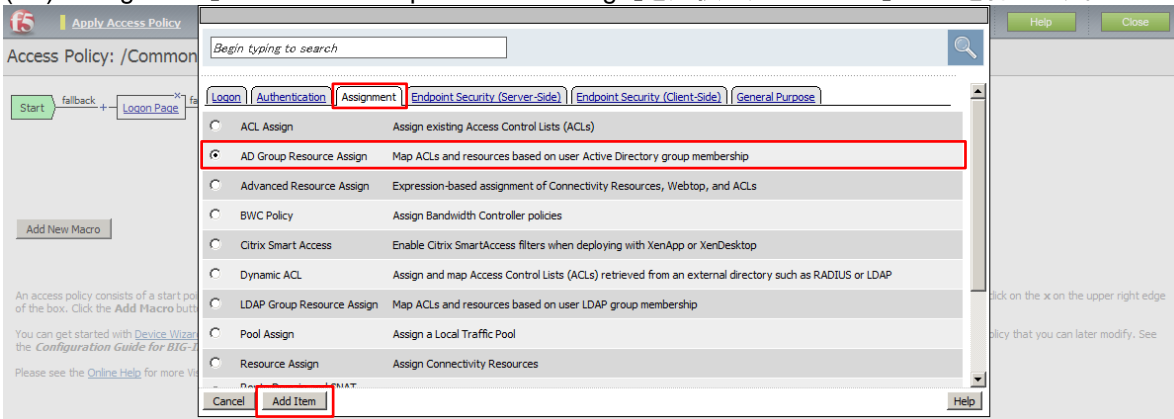 f5
Apply Access Policy
Help
Close
Access Policy: /Common
Begin typing to search
Start
fallback
Logon Page
Logon
Authentication
Assignment
Endpoint Security (Server-Side)
Endpoint Security (Client-Side)
General Purpose
ACL Assign Assign existing Access Control Lists (ACLs)
AD Group Resource Assign Map ACLs and resources based on user Active Directory group membership
Advanced Resource Assign Expression-based assignment of Connectivity Resources, Webtop, and ACLs
BWC Policy Assign Bandwidth Controller policies
Add New Macro
Citrix Smart Access Enable Citrix SmartAccess filters when deploying with XenApp or XenDesktop
Dynamic ACL Assign and map Access Control Lists (ACLs) retrieved from an external directory such as RADIUS or LDAP
LDAP Group Resource Assign Map ACLs and resources based on user LDAP group membership
Pool Assign Assign a Local Traffic Pool
Resource Assign Assign Connectivity Resources
An access policy consists of a start
click on the x on the upper right edge
of the box. Click the Add Macro
You can get started with Device
policy that you can later modify. See
the Configuration Guide for
Please see the Online Help for more
Cancel
Add Item
Help